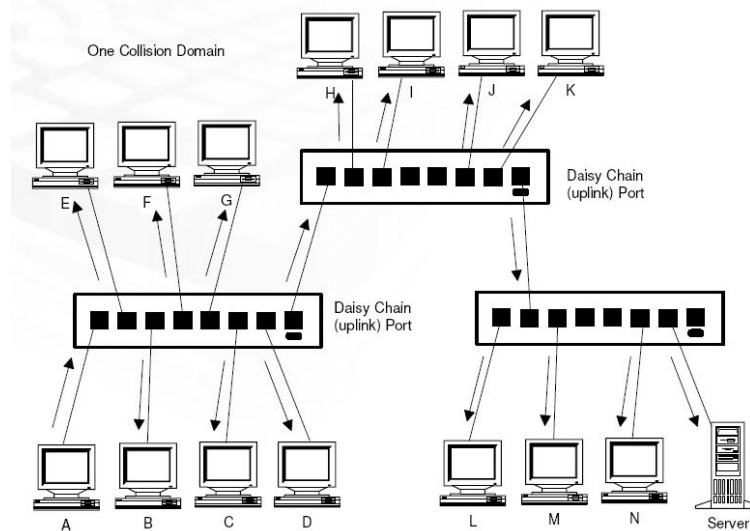 One Collision Domain
H
I
J
K
E
F
G
Daisy Chain
(uplink) Port
Daisy Chain
(uplink) Port
A
B
C
D
L
M
N
Server